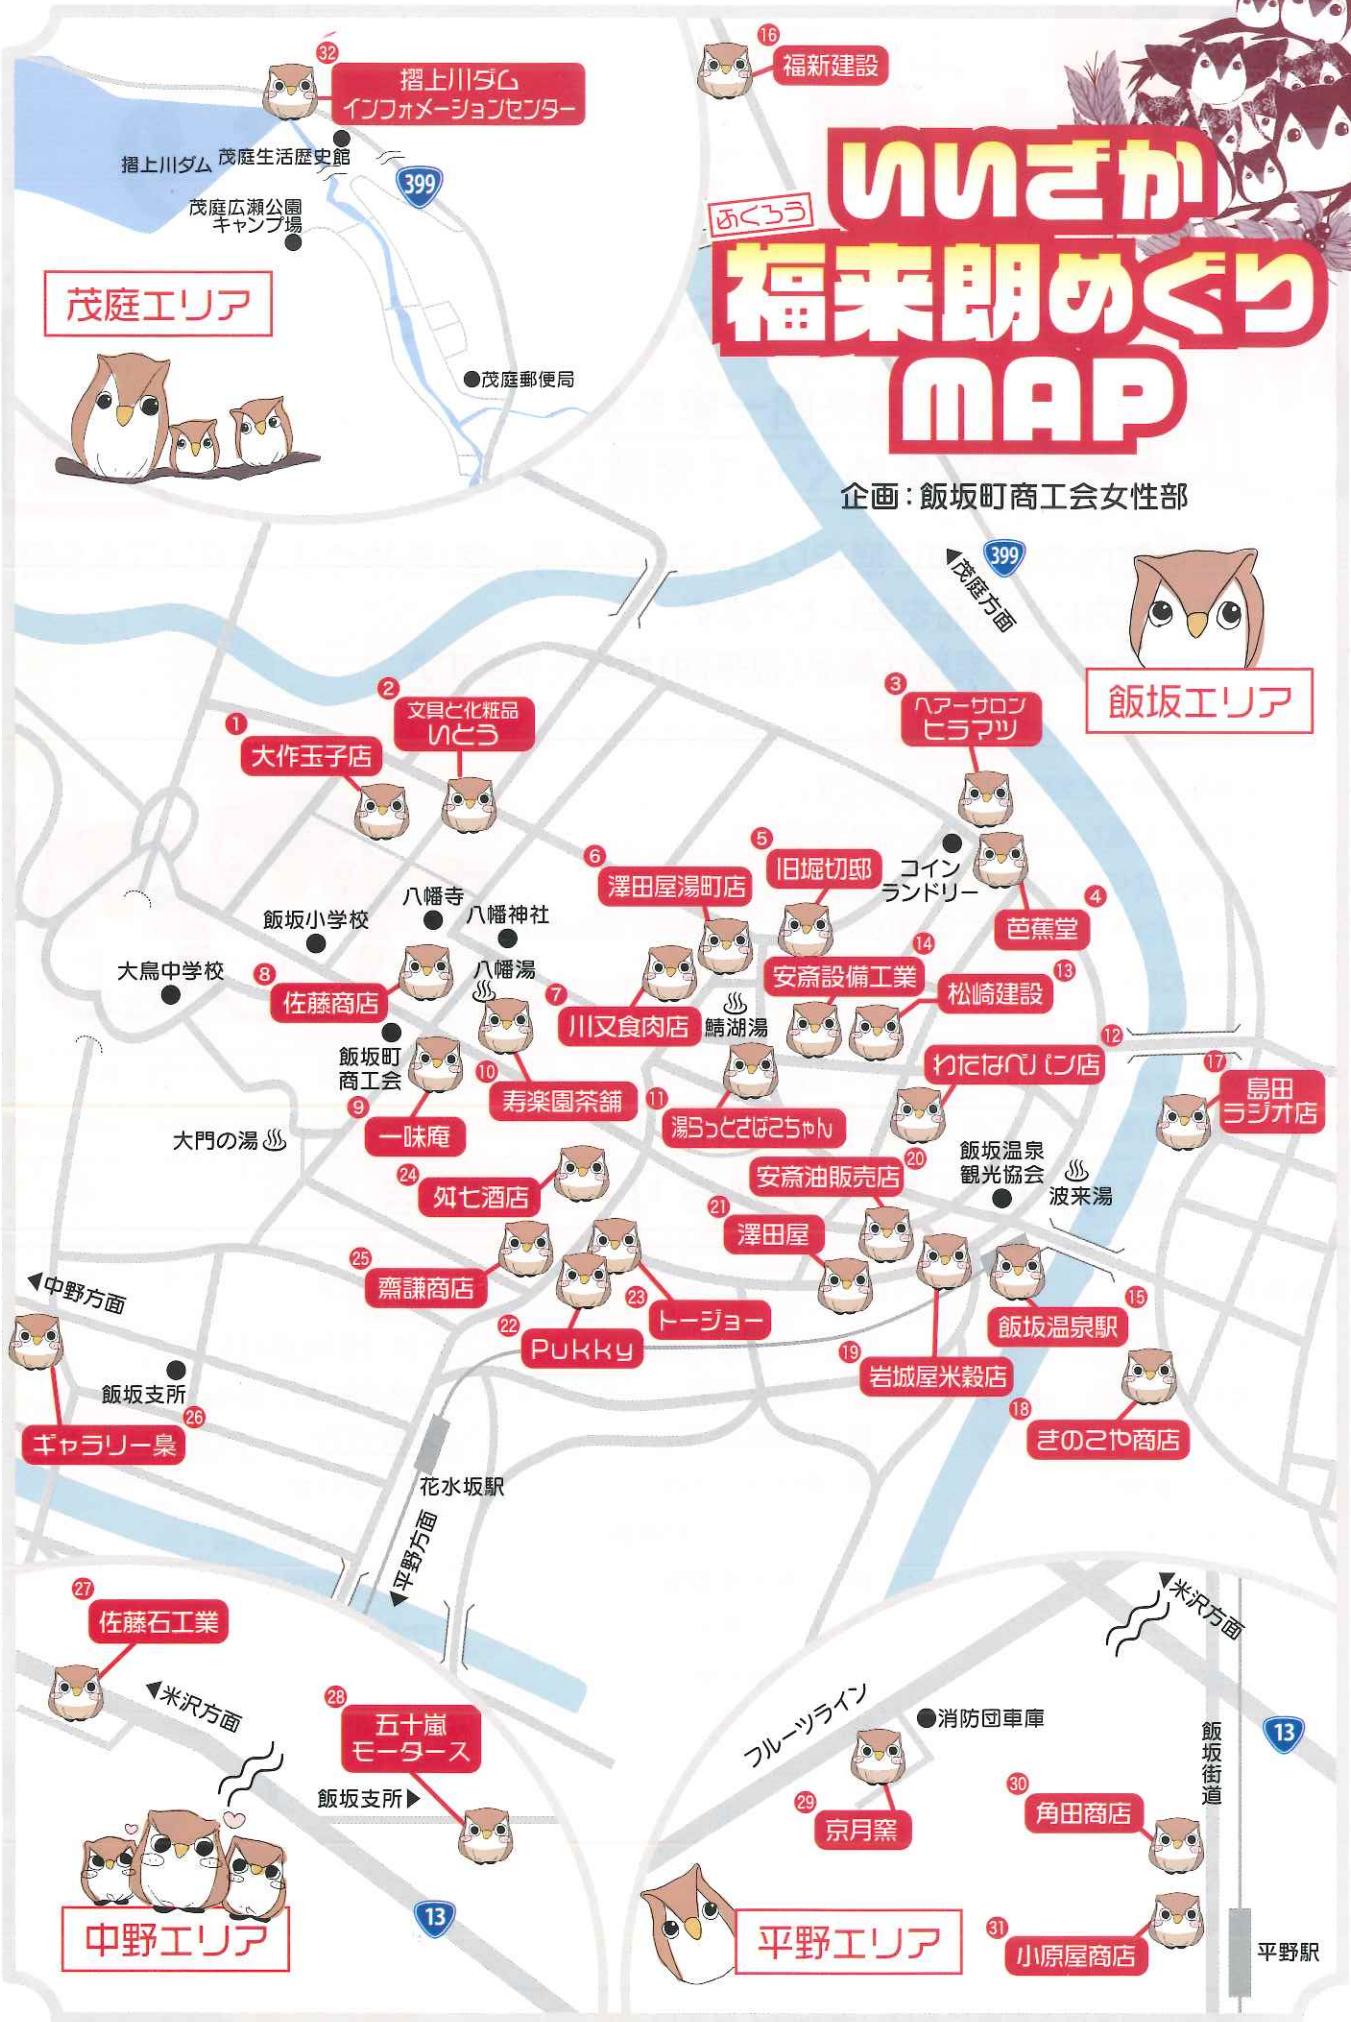 いいざか
ふくろう
福来朗めぐり
MAP
企画：飯坂町商工会女性部
32
摺上川ダム
インフォメーションセンター
摺上川ダム
茂庭生活歴史館
399
茂庭広瀬公園
キャンプ場
茂庭エリア
茂庭郵便局
16
福新建設
399
◀茂庭方面
飯坂エリア
1
大作玉子店
2
文具と化粧品
いとう
3
ヘアーサロン
ヒラマツ
コイン
ランドリー
4
芭蕉堂
5
旧堀切邸
6
澤田屋湯町店
7
川又食肉店
鯖湖湯
14
安斎設備工業
13
松崎建設
八幡寺
八幡神社
八幡湯
飯坂小学校
大鳥中学校
8
佐藤商店
飯坂町
商工会
9
一味庵
10
寿楽園茶舗
11
湯らっとさばこちゃん
12
わたなべパン店
17
島田
ラジオ店
大門の湯
飯坂温泉
観光協会
波来湯
20
安斎油販売店
21
澤田屋
24
舛七酒店
25
齋謙商店
22
Pukky
23
トージョー
15
飯坂温泉駅
19
岩城屋米穀店
18
きのこや商店
◀中野方面
飯坂支所
26
ギャラリー梟
花水坂駅
◀平野方面
27
佐藤石工業
◀米沢方面
28
五十嵐
モータース
飯坂支所▶
13
中野エリア
◀米沢方面
フルーツライン
消防団車庫
29
京月窯
飯坂街道
13
30
角田商店
31
小原屋商店
平野駅
平野エリア